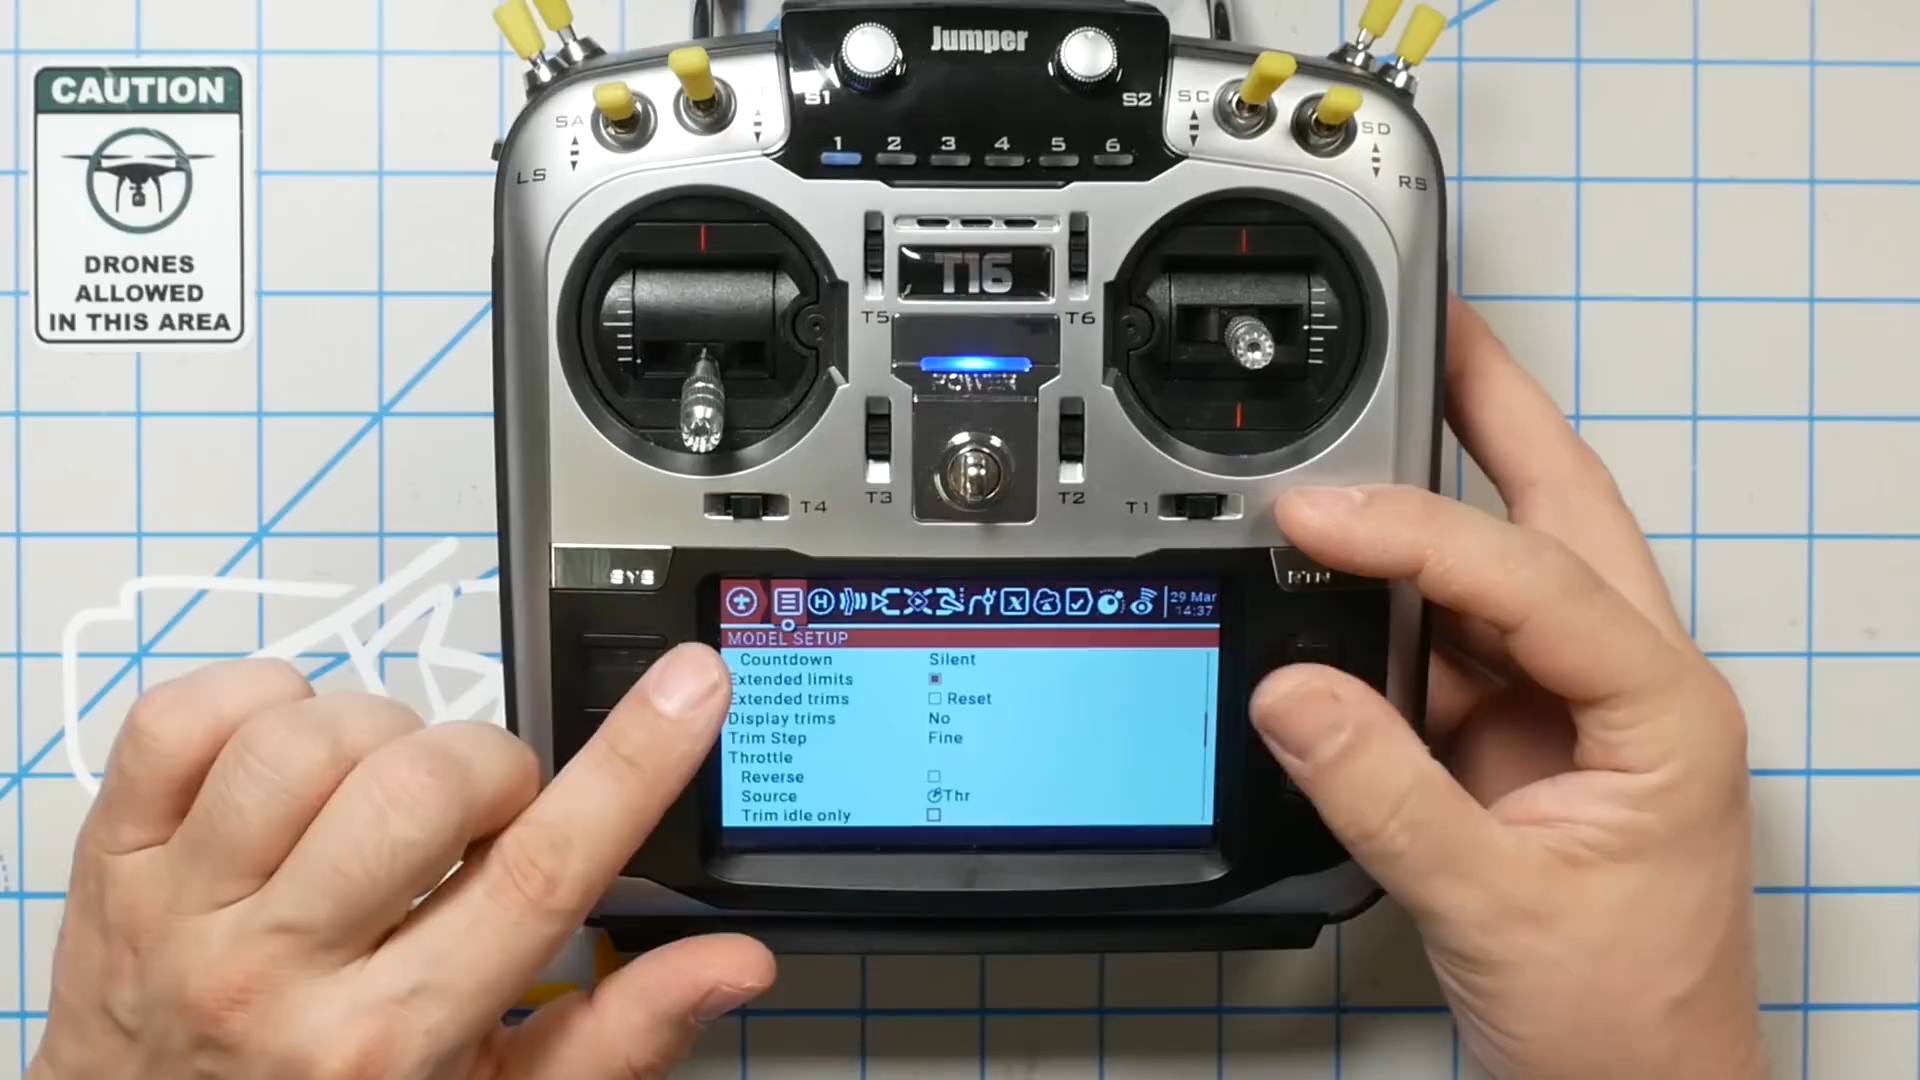 CAUTION
DRONES
ALLOWED
IN THIS AREA
Jumper
S1
S2
SA
SC
SD
LS
RS
1 2 3 4 5 6
T16
T5
T6
POWER
T3
T2
T4
T1
SYS
RTN
29 Mar
14:37
MODEL SETUP
Countdown Silent
Extended limits
Extended trims Reset
Display trims No
Trim Step Fine
Throttle
Reverse
Source Thr
Trim idle only